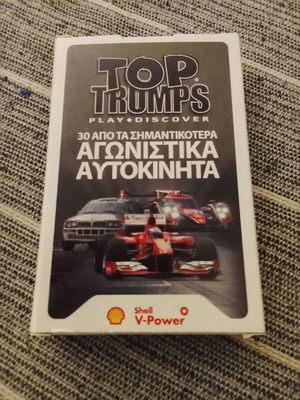 TOP
TRUMPS
PLAY DISCOVER
30 ΑΠΟ ΤΑ ΣΗΜΑΝΤΙΚΟΤΕΡΑ
ΑΓΩΝΙΣΤΙΚΑ
ΑΥΤΟΚΙΝΗΤΑ
Shell
V-Power